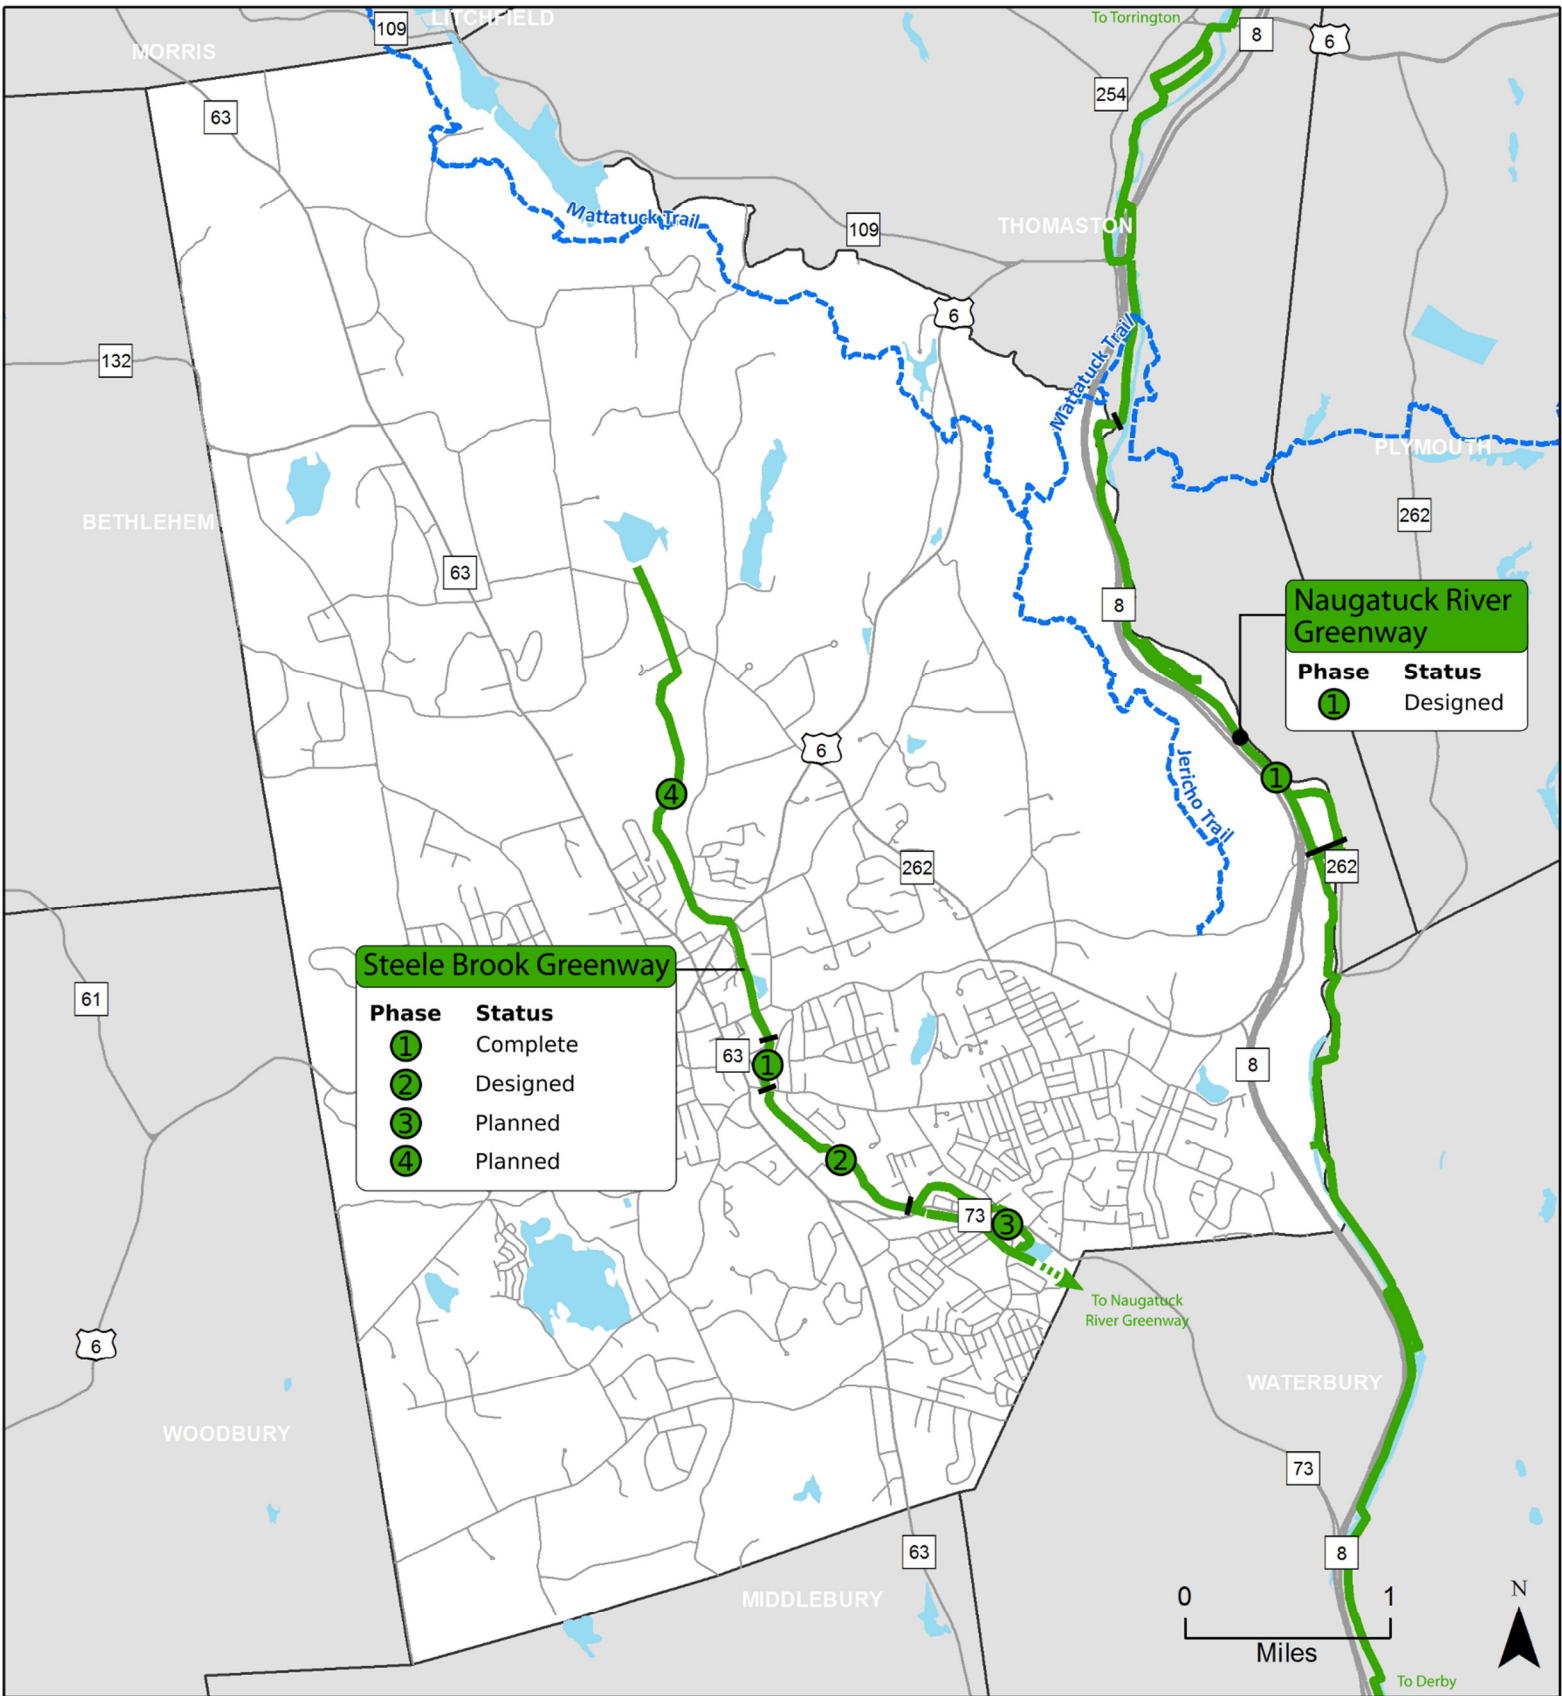 LITCHFIELD
To Torrington
109
8
6
MORRIS
254
63
Mattatuck Trail
109
THOMASTON
6
132
Mattatuck Trail
PLYMOUTH
BETHLEHEM
262
63
8
Naugatuck River
Greenway
Phase Status
1 Designed
6
1
Jericho Trail
4
262
262
Steele Brook Greenway
Phase Status
1 Complete
2 Designed
3 Planned
4 Planned
61
63
1
8
2
73
3
To Naugatuck
River Greenway
6
WATERBURY
WOODBURY
73
63
8
MIDDLEBURY
0 1
Miles
N
To Derby